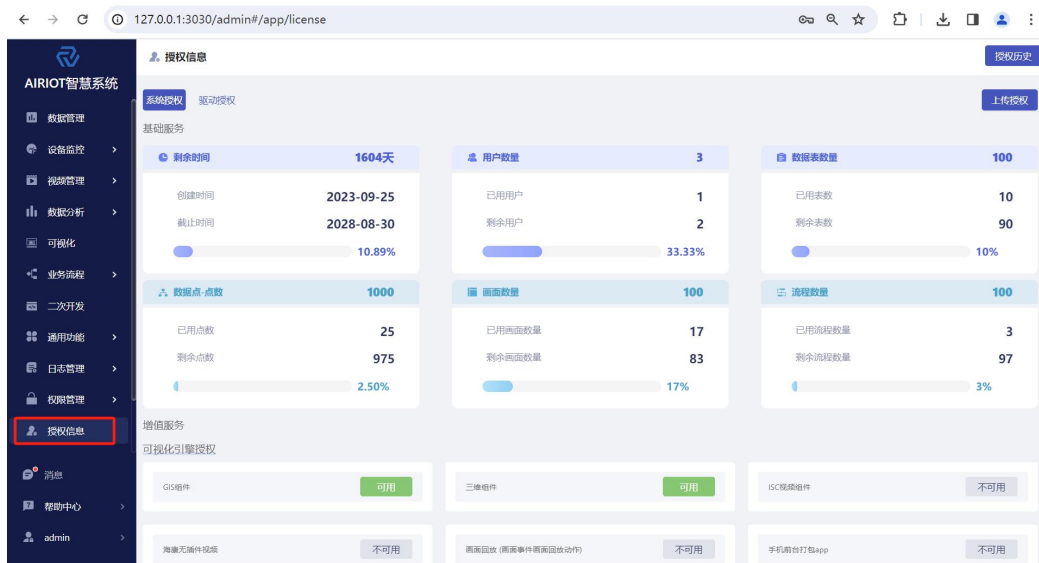 127.0.0.1:3030/admin#/app/license
AIRIOT智慧系统
数据管理
设备监控
视频管理
数据分析
可视化
业务流程
二次开发
通用功能
日志管理
权限管理
授权信息
消息
帮助中心
admin
授权信息
授权历史
系统授权 驱动授权
上传授权
基础服务
剩余时间 1604天
创建时间 2023-09-25
截止时间 2028-08-30
10.89%
用户数量 3
已用用户 1
剩余用户 2
33.33%
数据表数量 100
已用表数 10
剩余表数 90
10%
数据点-点数 1000
已用点数 25
剩余点数 975
2.50%
画面数量 100
已用画面数量 17
剩余画面数量 83
17%
流程数量 100
已用流程数量 3
剩余流程数量 97
3%
增值服务
可视化引擎授权
GIS组件 可用
三维组件 可用
ISC视频组件 不可用
海康无插件视频 不可用
画面回放 (画面事件画面回放动作) 不可用
手机前台打包app 不可用